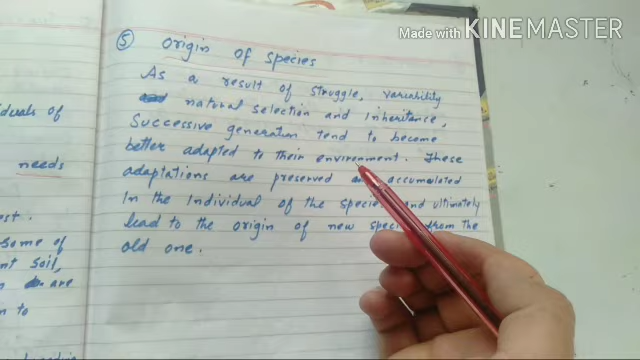 Made with KINEMASTER
⑤ Origin of Species
As a result of struggle, variability
natural selection and inheritance,
Successive generation tend to become
better adapted to their environment. These
adaptations are preserved and accumulated
In the Individual of the species and ultimately
lead to the origin of new species from the
old one.
of
needs
Some of
soil,
are
to